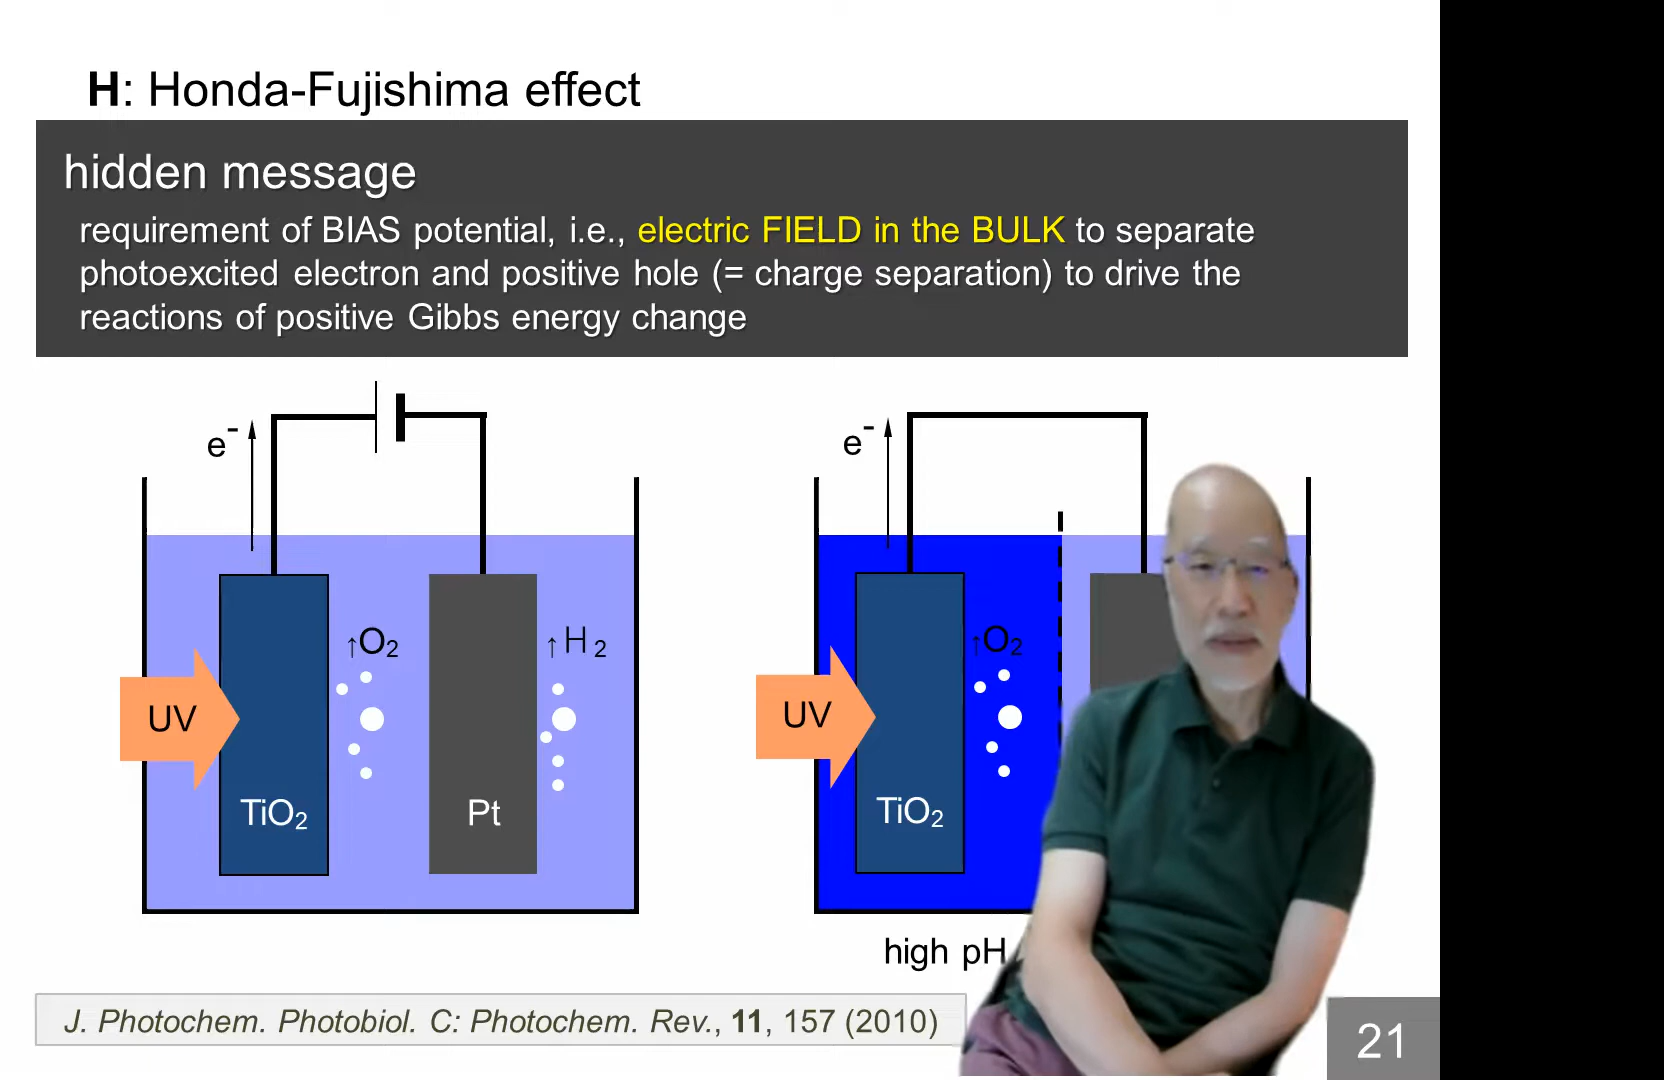 H: Honda-Fujishima effect
hidden message
requirement of BIAS potential, i.e., electric FIELD in the BULK to separate
photoexcited electron and positive hole (= charge separation) to drive the
reactions of positive Gibbs energy change
e-
e-
↑O2
↑H2
↑O2
UV
UV
TiO2
Pt
TiO2
high pH
J. Photochem. Photobiol. C: Photochem. Rev., 11, 157 (2010)
21